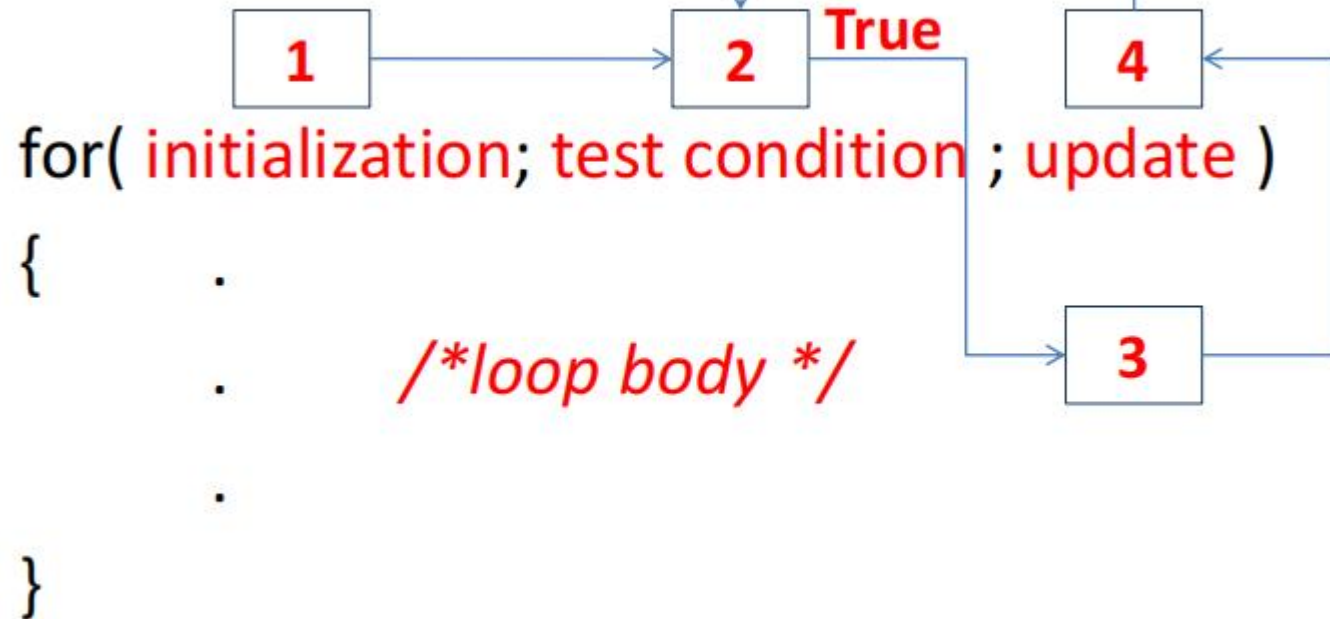 True
1 2 4
for( initialization; test condition ; update )
{ .
. /*loop body */ 3
.
}